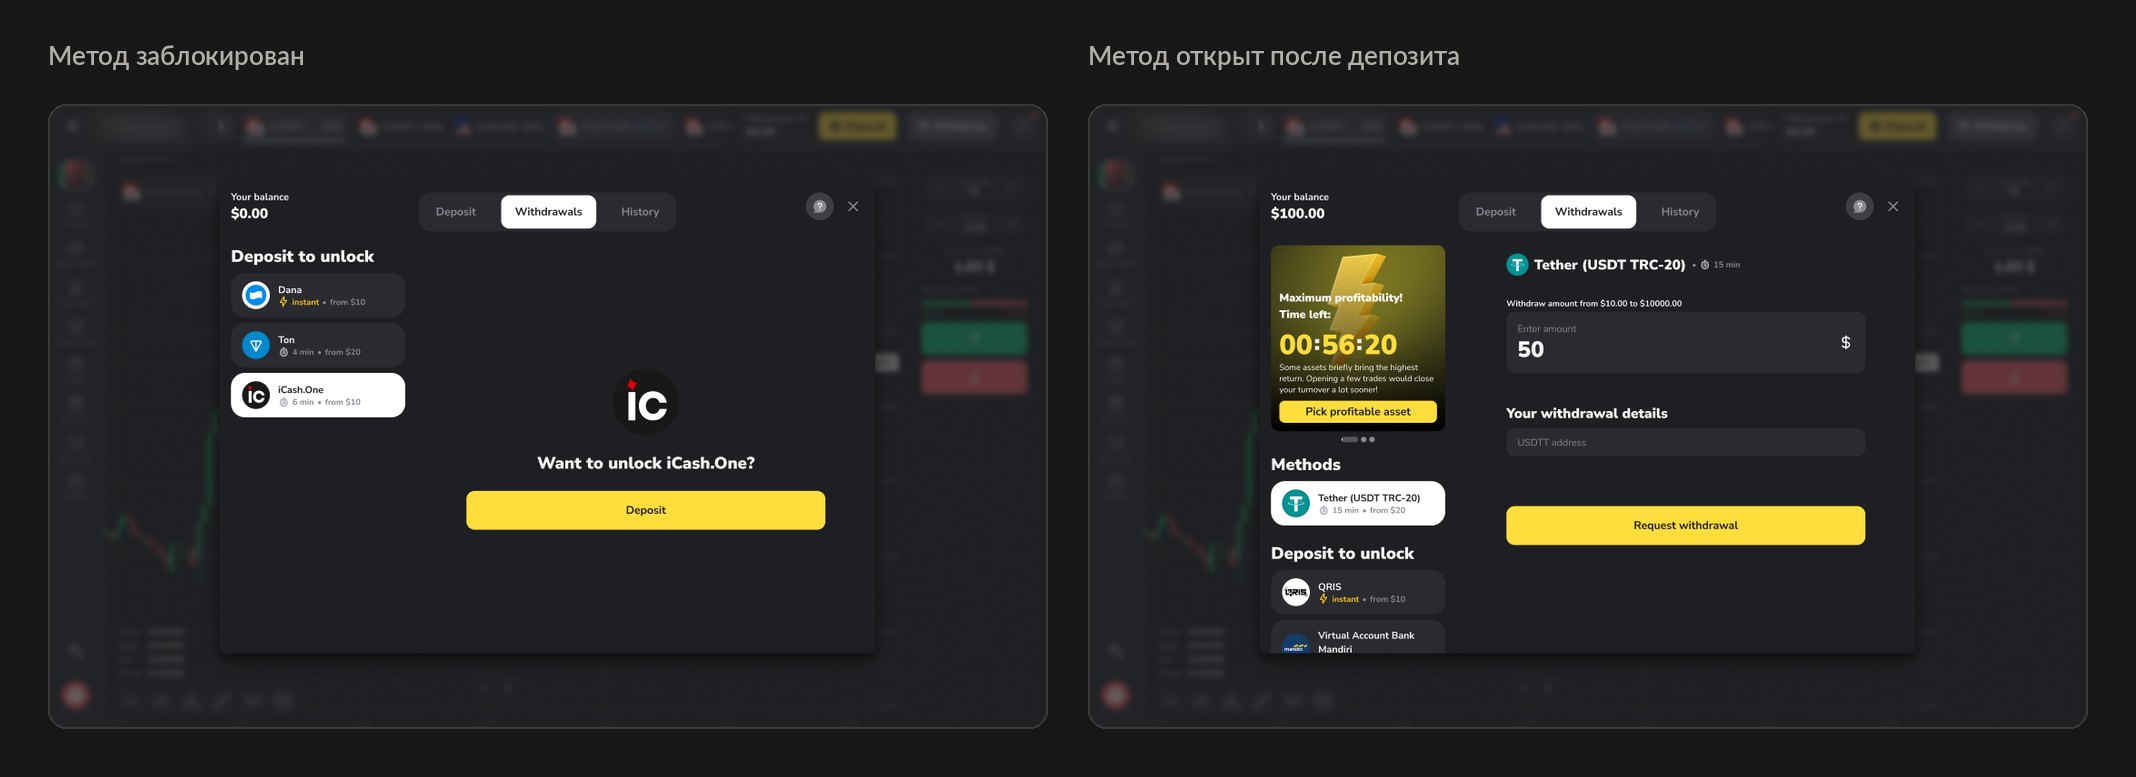 Метод заблокирован
Your balance
$0.00
Deposit
Withdrawals
History
Deposit to unlock
Dana
instant • from $10
Ton
4 min • from $20
ic
iCash.One
6 min • from $10
ic
Want to unlock iCash.One?
Deposit
Метод открыт после депозита
Your balance
$100.00
Deposit
Withdrawals
History
Maximum profitability!
Time left:
00:56:20
Some assets briefly bring the highest
return. Opening a few trades would close
your turnover a lot sooner!
Pick profitable asset
Methods
Tether (USDT TRC-20)
15 min • from $20
Deposit to unlock
QRIS
QRIS
instant • from $10
mandiri
Virtual Account Bank
Mandiri
Tether (USDT TRC-20) • 15 min
Withdraw amount from $10.00 to $10000.00
Enter amount
50
$
Your withdrawal details
USDTT address
Request withdrawal